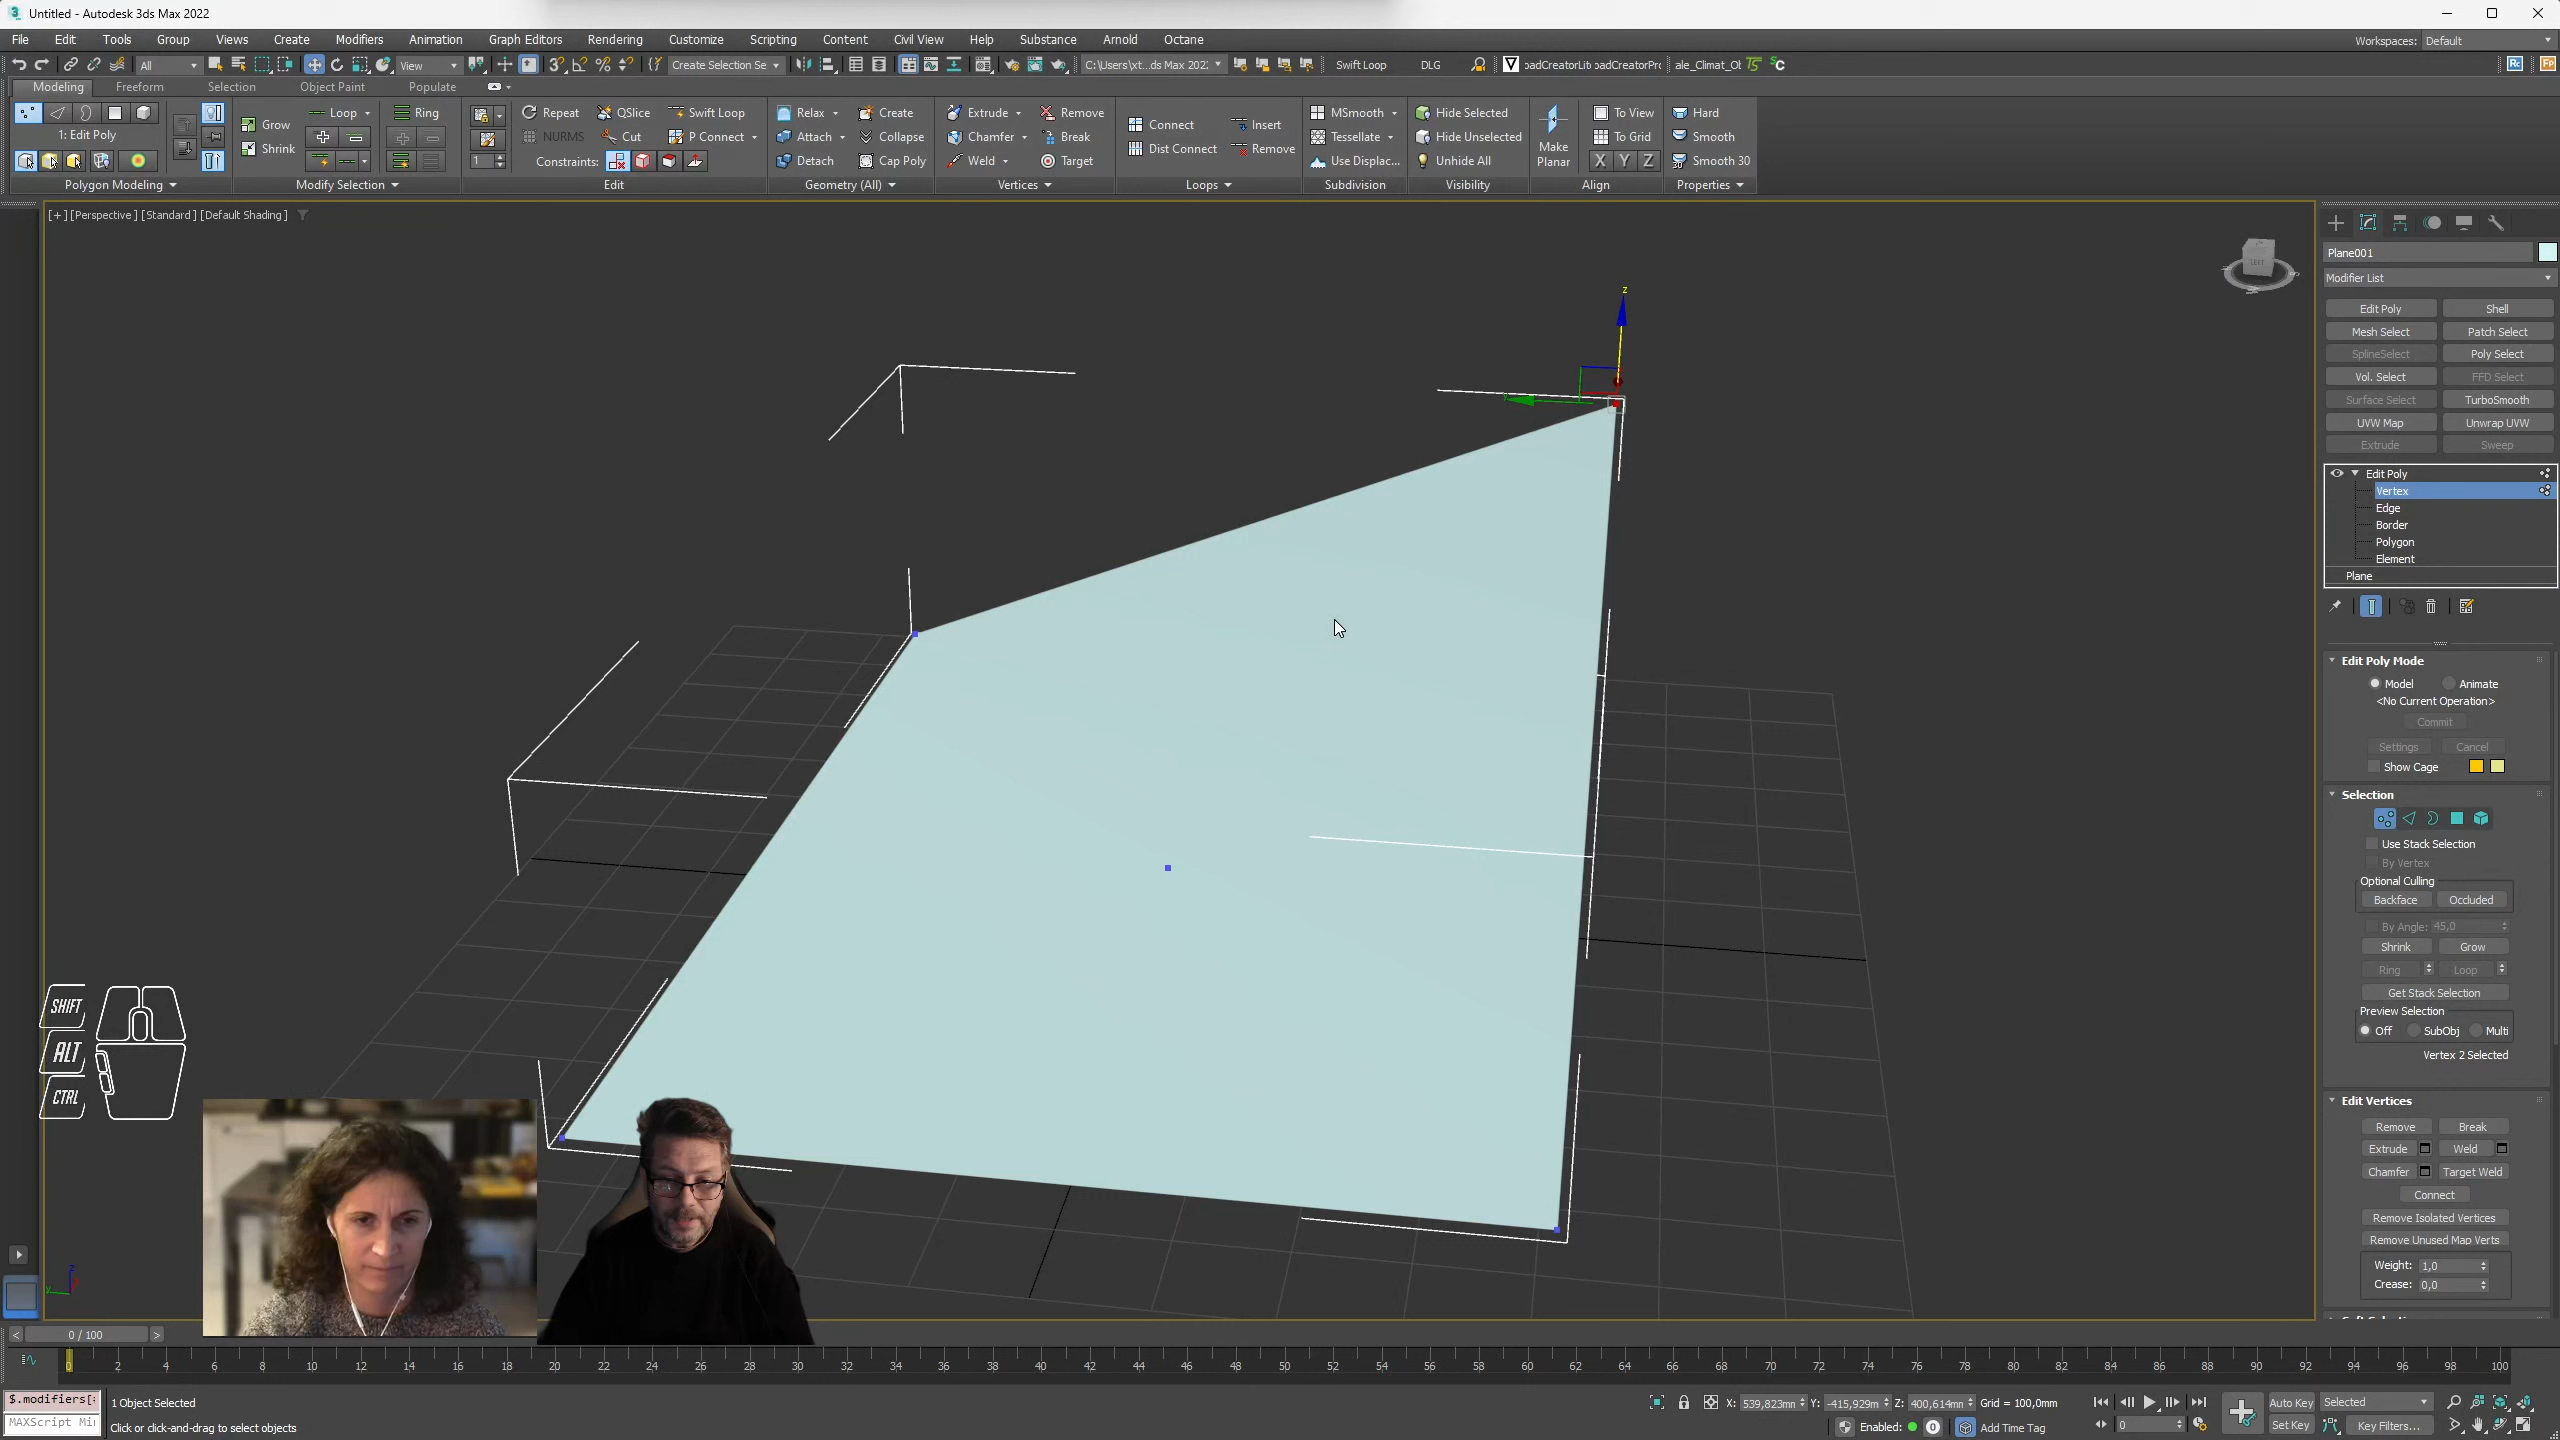 Untitled - Autodesk 3ds Max 2022
File Edit Tools Group Views Create Modifiers Animation Graph Editors Rendering Customize Scripting Content Civil View Help Substance Arnold Octane Workspaces: Default
All View Create Selection Se C:\Users\xt...ds Max 202 Swift Loop DLG oadCreatorLit oadCreatorPr ale_Climat_O
Modeling Freeform Selection Object Paint Populate
Loop Ring Repeat QSlice Swift Loop Relax Create Extrude Remove MSmooth Hide Selected To View Hard
1: Edit Poly Grow NURMS Cut P Connect Attach Collapse Chamfer Break Connect Insert Tessellate Hide Unselected To Grid Smooth
Shrink 1 Constraints: Detach Cap Poly Weld Target Dist Connect Remove Use Displac... Unhide All Make Planar X Y Z Smooth 30
Polygon Modeling Modify Selection Edit Geometry (All) Vertices Loops Subdivision Visibility Align Properties
[+] [Perspective] [Standard] [Default Shading]
z
LEFT
Plane001
Modifier List
Edit Poly Shell
Mesh Select Patch Select
SplineSelect Poly Select
Vol. Select FFD Select
Surface Select TurboSmooth
UVW Map Unwrap UVW
Extrude Sweep
Edit Poly
Vertex
Edge
Border
Polygon
Element
Plane
Edit Poly Mode
Model Animate
<No Current Operation>
Commit
Settings Cancel
Show Cage
Selection
Use Stack Selection
By Vertex
Optional Culling
Backface Occluded
By Angle: 45,0
Shrink Grow
Ring Loop
Get Stack Selection
Preview Selection
Off SubObj Multi
Vertex 2 Selected
Edit Vertices
Remove Break
Extrude Weld
Chamfer Target Weld
Connect
Remove Isolated Vertices
Remove Unused Map Verts
Weight: 1,0
Crease: 0,0
SHIFT
ALT
CTRL
z
y
< 0 / 100 >
0 2 4 6 8 10 12 14 16 18 20 22 24 26 28 30 32 34 36 38 40 42 44 46 48 50 52 54 56 58 60 62 64 66 68 70 72 74 76 78 80 82 84 86 88 90 92 94 96 98 100
$.modifiers[ 1 Object Selected X: 539,823mm Y: -415,929m Z: 400,614mm Grid = 100,0mm Auto Key Selected
MAXScript Mi Click or click-and-drag to select objects Enabled: 0 Add Time Tag 0 Set Key Key Filters...